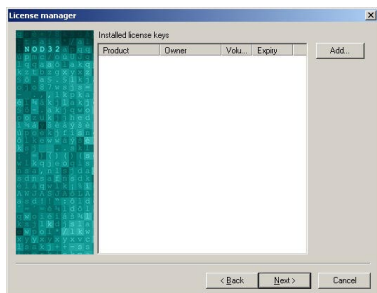 License manager
Installed license keys
NOD32
Product Owner Volu... Expiry
Add...
< Back Next > Cancel